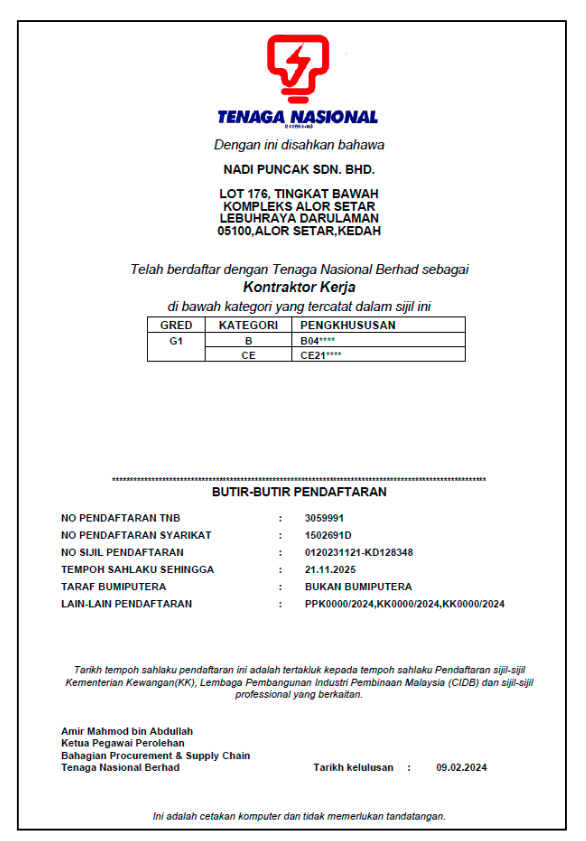 TENAGA NASIONAL
Dengan ini disahkan bahawa
NADI PUNCAK SDN. BHD.
LOT 176, TINGKAT BAWAH
KOMPLEKS ALOR SETAR
LEBUHRAYA DARULAMAN
05100,ALOR SETAR,KEDAH
Telah berdaftar dengan Tenaga Nasional Berhad sebagai
Kontraktor Kerja
di bawah kategori yang tercatat dalam sijil ini
GRED KATEGORI PENGKHUSUSAN
G1 B B04****
CE CE21****
BUTIR-BUTIR PENDAFTARAN
NO PENDAFTARAN TNB : 3059991
NO PENDAFTARAN SYARIKAT : 1502691D
NO SIJIL PENDAFTARAN : 0120231121-KD128348
TEMPOH SAHLAKU SEHINGGA : 21.11.2025
TARAF BUMIPUTERA : BUKAN BUMIPUTERA
LAIN-LAIN PENDAFTARAN : PPK0000/2024,KK0000/2024,KK0000/2024
Tarikh tempoh sahlaku pendaftaran ini adalah tertakluk kepada tempoh sahlaku Pendaftaran sijil-sijil
Kementerian Kewangan(KK), Lembaga Pembangunan Industri Pembinaan Malaysia (CIDB) dan sijil-sijil
professional yang berkaitan.
Amir Mahmod bin Abdullah
Ketua Pegawai Perolehan
Bahagian Procurement & Supply Chain
Tenaga Nasional Berhad Tarikh kelulusan : 09.02.2024
Ini adalah cetakan komputer dan tidak memerlukan tandatangan.